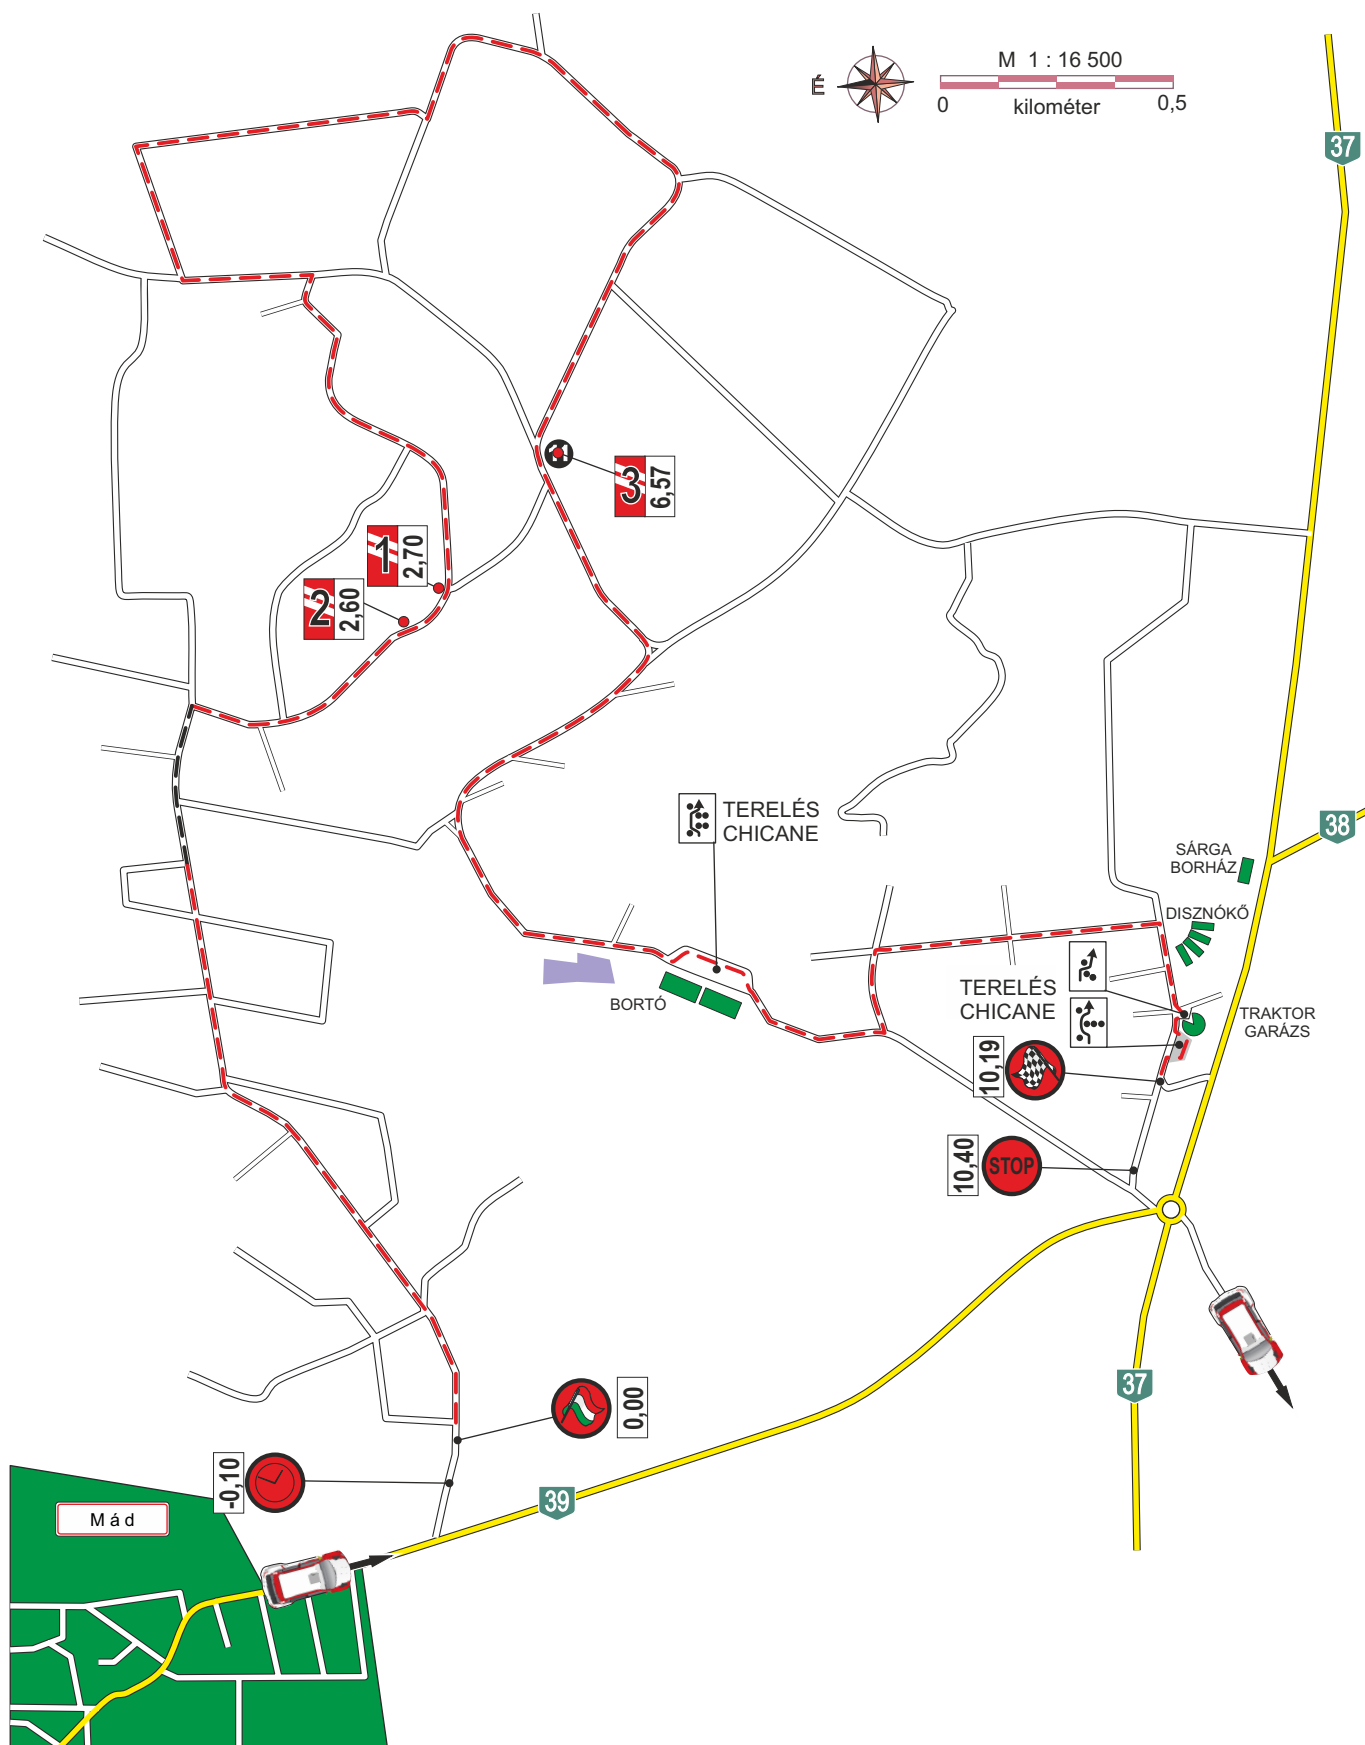 É
M 1 : 16 500
0
kilométer
0,5
37
3
6,57
1
2,70
2
2,60
TERELÉS
CHICANE
38
SÁRGA
BORHÁZ
DISZNÓKŐ
TERELÉS
CHICANE
BORTÓ
TRAKTOR
GARÁZS
10,19
10,40
STOP
37
0,00
-0,10
39
Mád